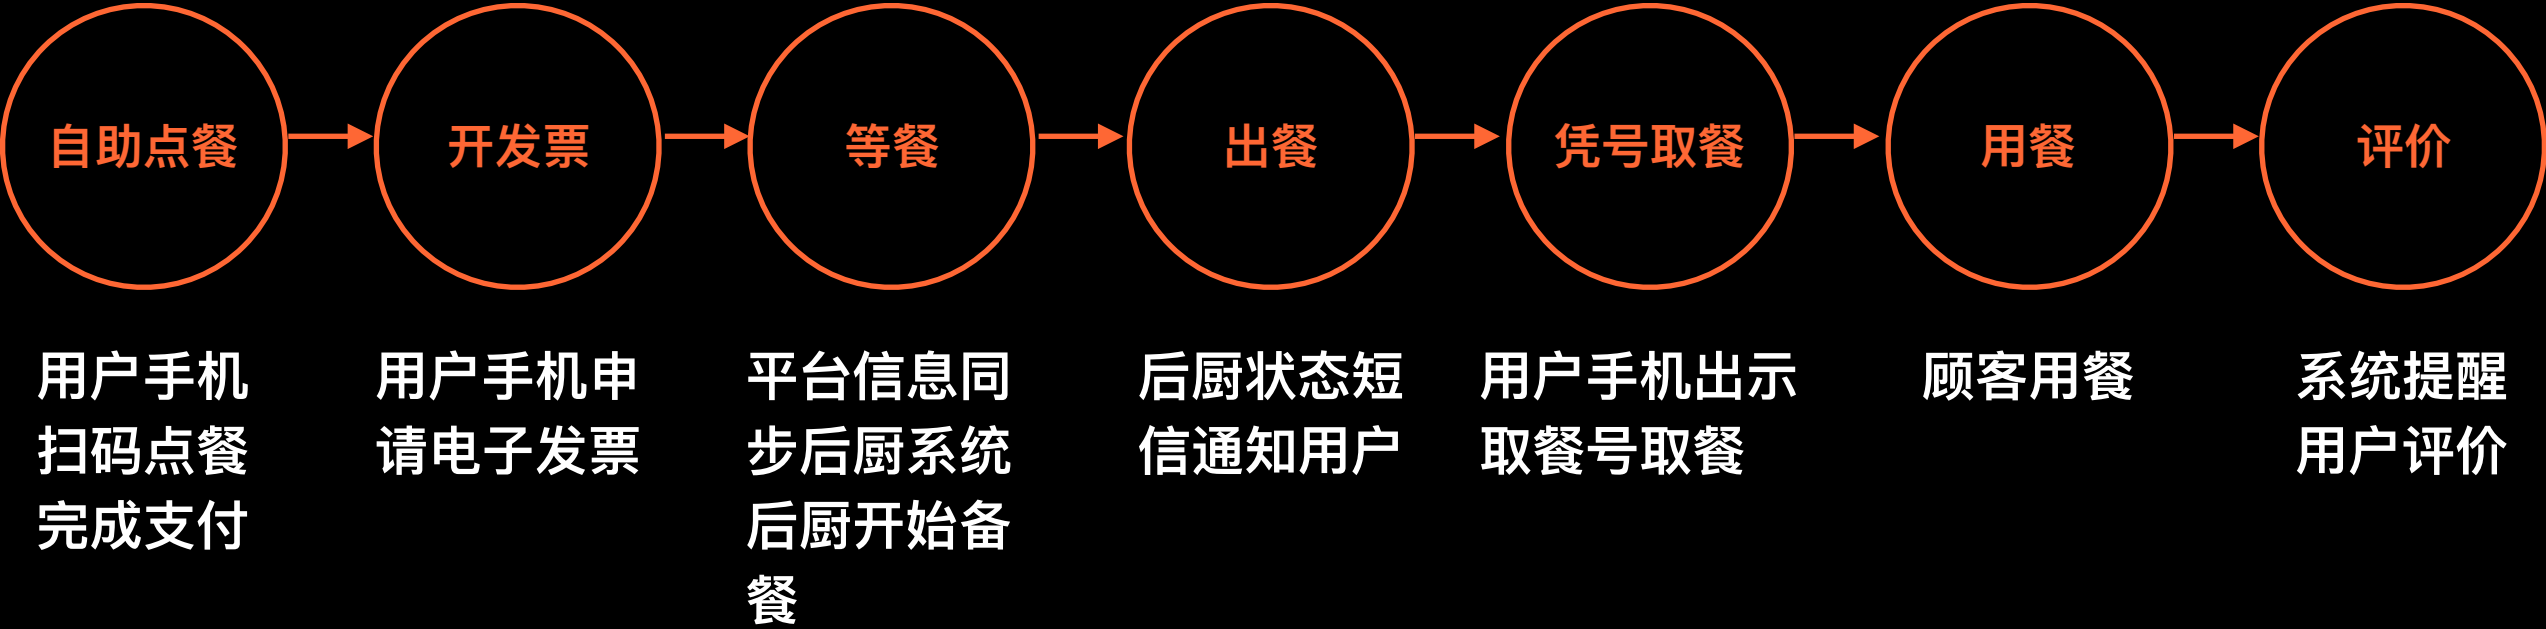 自助点餐
开发票
等餐
出餐
凭号取餐
用餐
评价
用户手机
扫码点餐
完成支付
用户手机申
请电子发票
平台信息同
步后厨系统
后厨开始备
餐
后厨状态短
信通知用户
用户手机出示
取餐号取餐
顾客用餐
系统提醒
用户评价